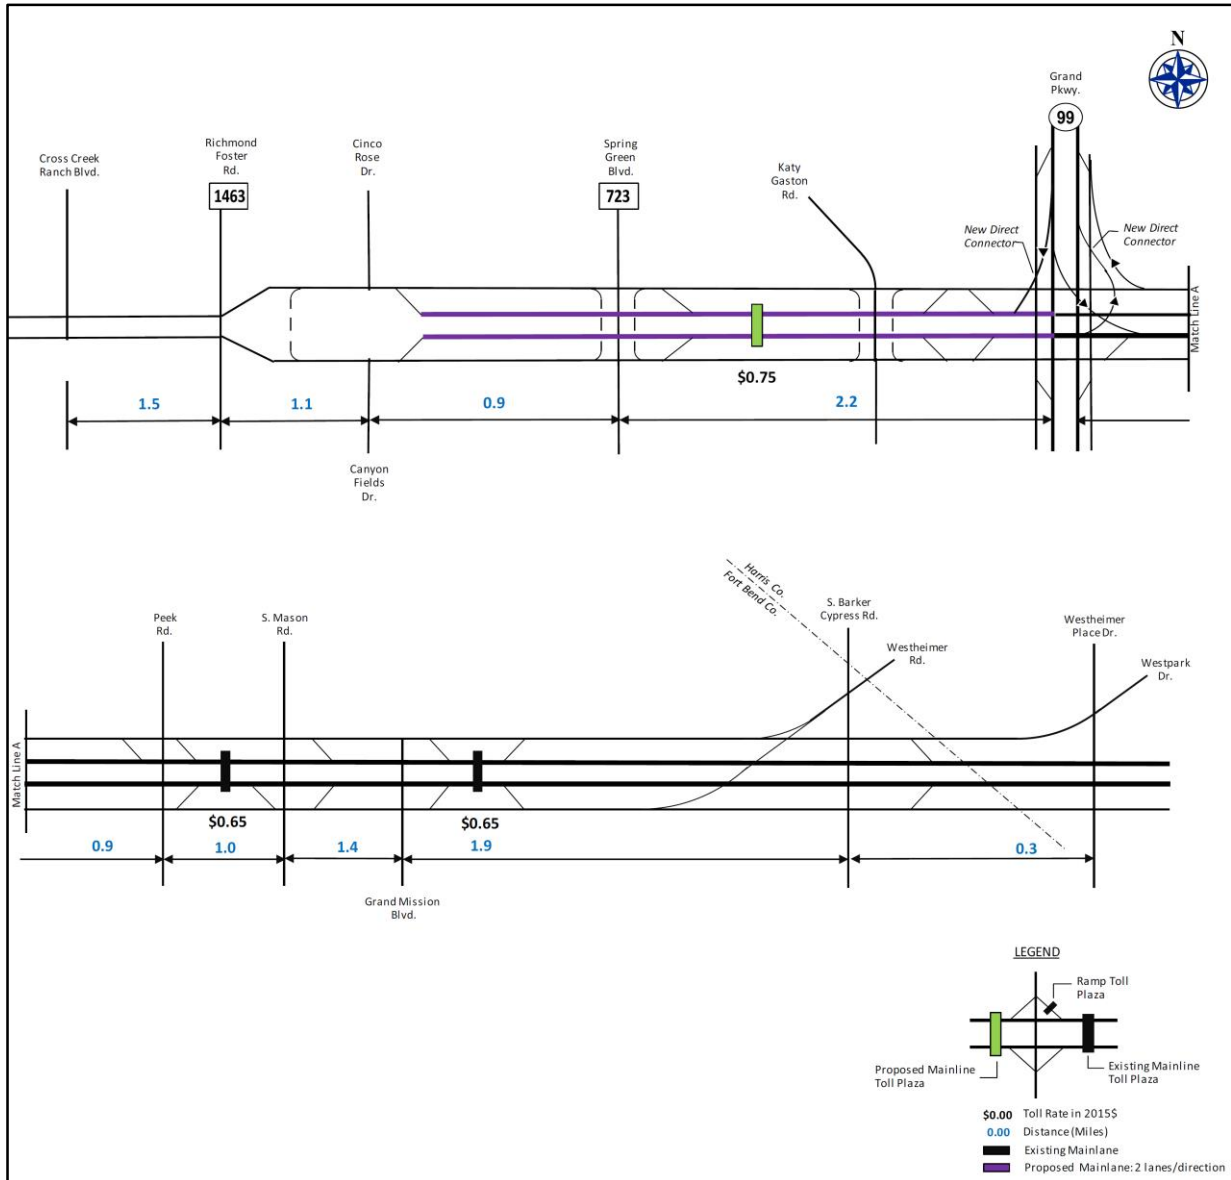 N
Grand
Pkwy.
99
Cross Creek
Ranch Blvd.
Richmond
Foster
Rd.
1463
Cinco
Rose
Dr.
Spring
Green
Blvd.
723
Katy
Gaston
Rd.
New Direct
Connector
New Direct
Connector
Match Line A
$0.75
1.5
1.1
0.9
2.2
Canyon
Fields
Dr.
Harris Co.
Fort Bend Co.
Peek
Rd.
S. Mason
Rd.
S. Barker
Cypress Rd.
Westheimer
Rd.
Westheimer
Place Dr.
Westpark
Dr.
Match Line A
$0.65
$0.65
0.9
1.0
1.4
1.9
0.3
Grand Mission
Blvd.
LEGEND
Ramp Toll
Plaza
Proposed Mainline
Toll Plaza
Existing Mainline
Toll Plaza
$0.00 Toll Rate in 2015$
0.00 Distance (Miles)
Existing Mainlane
Proposed Mainlane: 2 lanes/direction